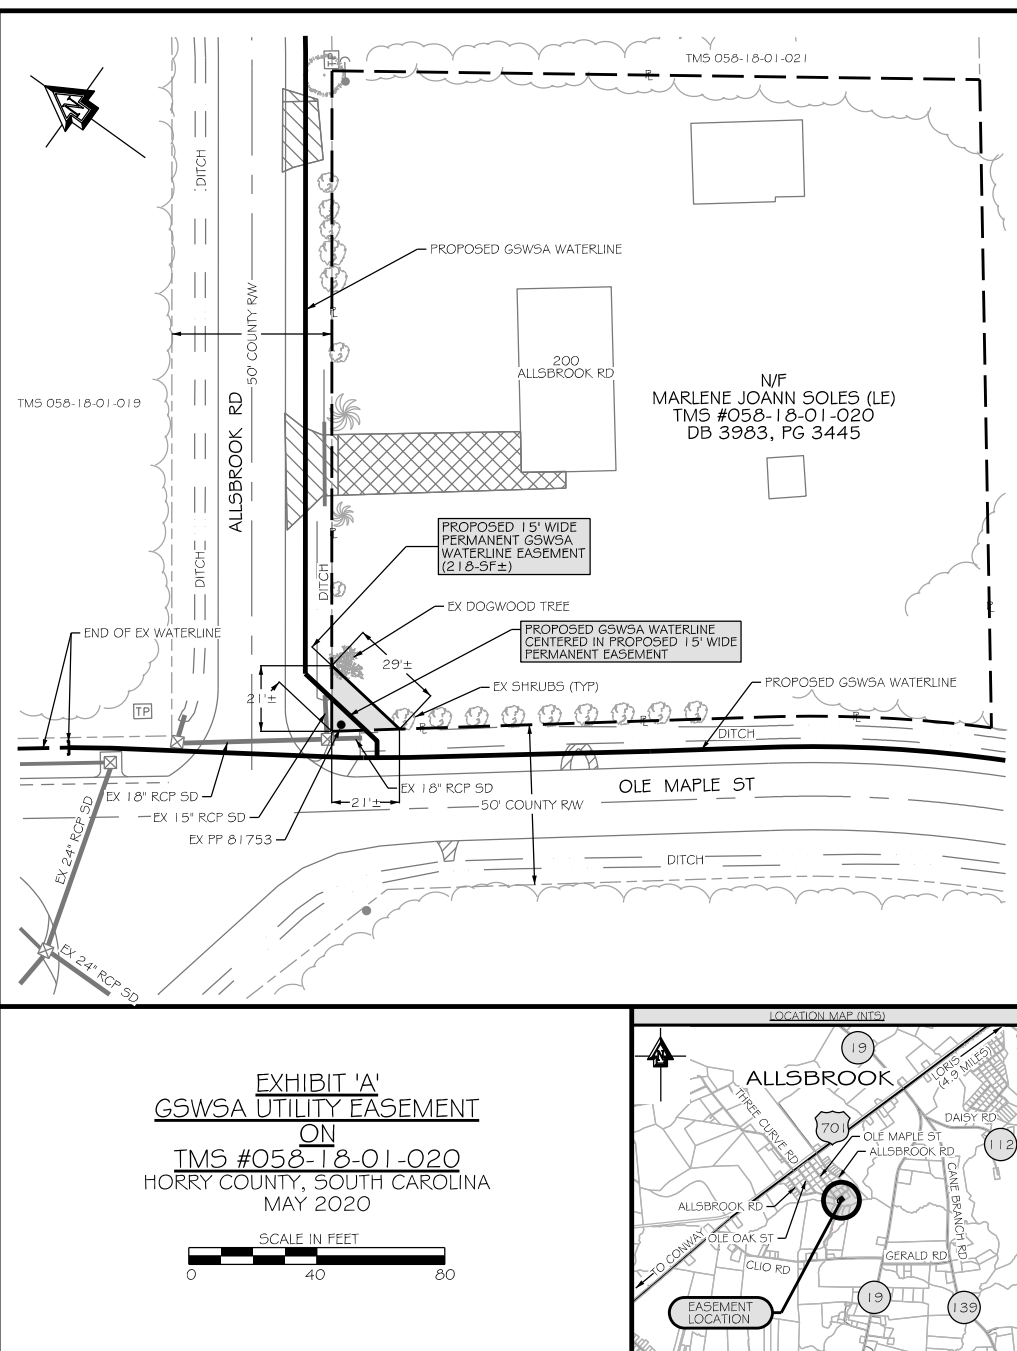 TMS 058-18-01-021
N
DITCH
PROPOSED GSWSA WATERLINE
50' COUNTY R/W
200
ALLSBROOK RD
TMS 058-18-01-019
ALLSBROOK RD
N/F
MARLENE JOANN SOLES (LE)
TMS #058-18-01-020
DB 3983, PG 3445
PROPOSED 15' WIDE
PERMANENT GSWSA
WATERLINE EASEMENT
(218-SF±)
DITCH
DITCH
EX DOGWOOD TREE
END OF EX WATERLINE
PROPOSED GSWSA WATERLINE
CENTERED IN PROPOSED 15' WIDE
PERMANENT EASEMENT
29'±
21'±
EX SHRUBS (TYP)
PROPOSED GSWSA WATERLINE
TP
DITCH
EX 18" RCP SD
EX 18" RCP SD
OLE MAPLE ST
21'±
50' COUNTY R/W
EX 15" RCP SD
EX PP 81753
EX 24" RCP SD
DITCH
EX 24" RCP SD
EXHIBIT 'A'
GSWSA UTILITY EASEMENT
ON
TMS #058-18-01-020
HORRY COUNTY, SOUTH CAROLINA
MAY 2020
SCALE IN FEET
0 40 80
LOCATION MAP (NTS)
N
19
LORIS
(4.9 MILES)
ALLSBROOK
THREE CURVE RD
701
DAISY RD
OLE MAPLE ST
112
ALLSBROOK RD
CANE BRANCH RD
ALLSBROOK RD
OLE OAK ST
TO CONWAY
GERALD RD
CLIO RD
19
139
EASEMENT
LOCATION